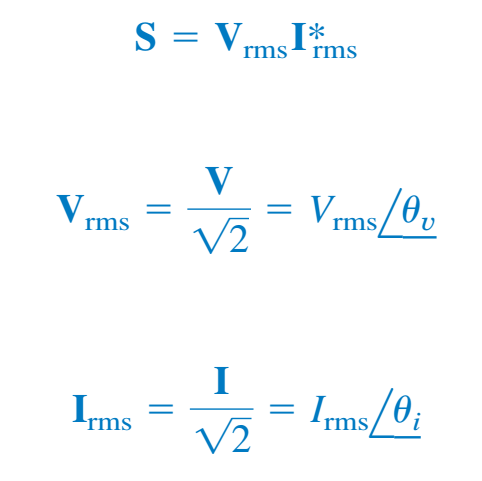 S = V_rms I*_rms
V_rms = V/√2 = V_rms∠θ_v
I_rms = I/√2 = I_rms∠θ_i